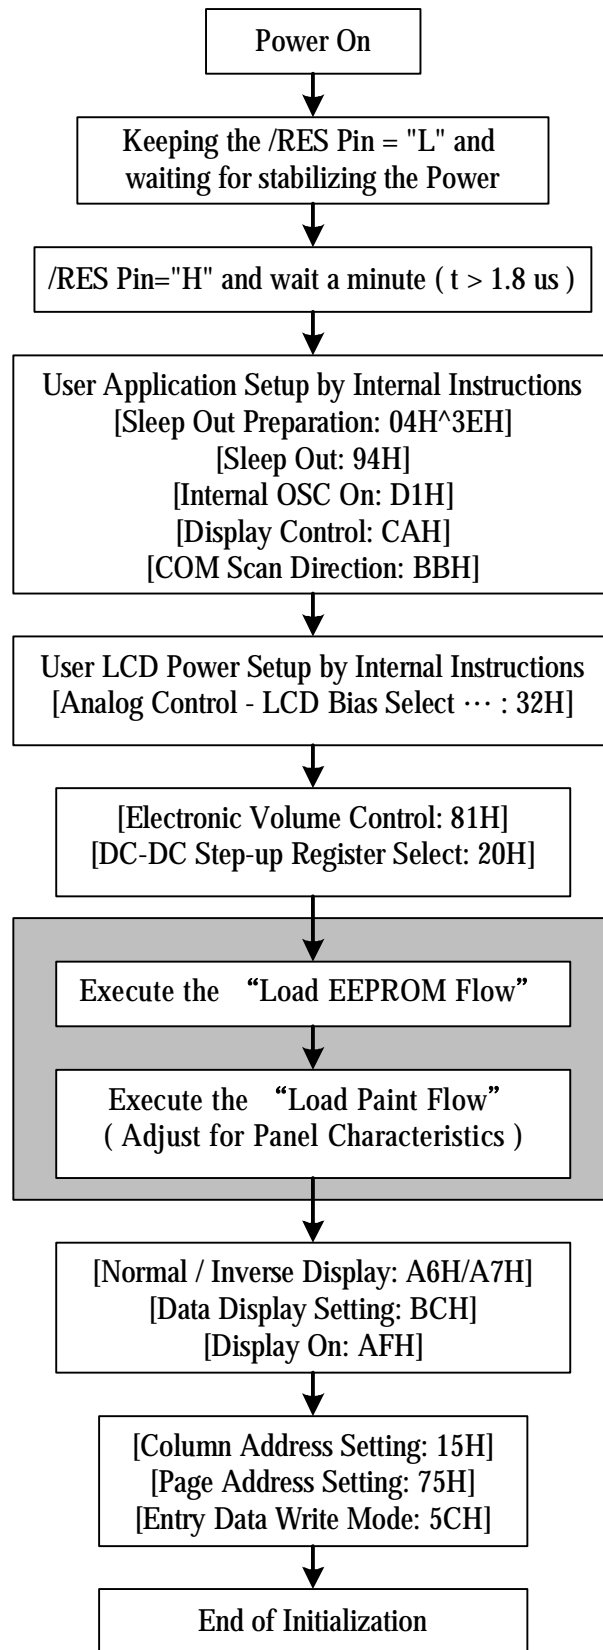 Power On
Keeping the /RES Pin = "L" and
waiting for stabilizing the Power
/RES Pin="H" and wait a minute ( t > 1.8 us )
User Application Setup by Internal Instructions
[Sleep Out Preparation: 04H^3EH]
[Sleep Out: 94H]
[Internal OSC On: D1H]
[Display Control: CAH]
[COM Scan Direction: BBH]
User LCD Power Setup by Internal Instructions
[Analog Control - LCD Bias Select ⋯ : 32H]
[Electronic Volume Control: 81H]
[DC-DC Step-up Register Select: 20H]
Execute the “Load EEPROM Flow”
Execute the “Load Paint Flow”
( Adjust for Panel Characteristics )
[Normal / Inverse Display: A6H/A7H]
[Data Display Setting: BCH]
[Display On: AFH]
[Column Address Setting: 15H]
[Page Address Setting: 75H]
[Entry Data Write Mode: 5CH]
End of Initialization